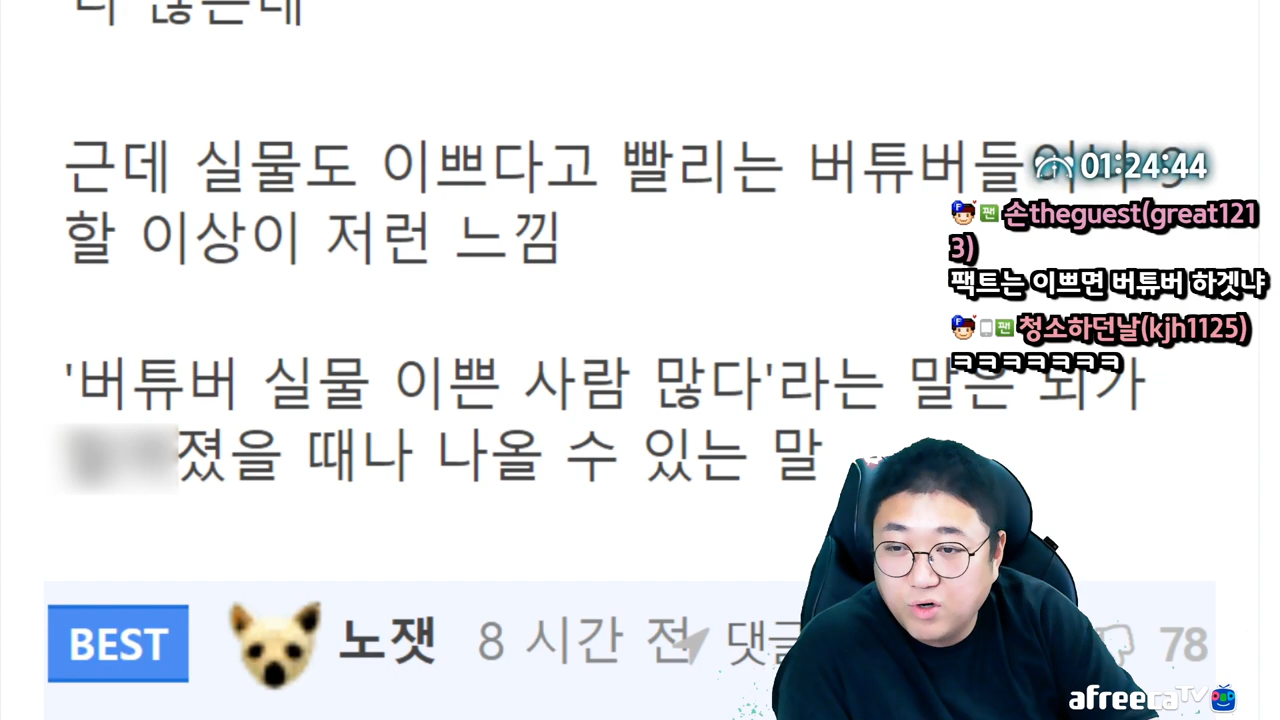 근데 실물도 이쁘다고 빨리는 버튜버들
할 이상이 저런 느낌
'버튜버 실물 이쁜 사람 많다'라는 말은 뇌가
졌을 때나 나올 수 있는 말
01:24:44
손theguest(great121
3)
팩트는 이쁘면 버튜버 하겟냐
청소하던날(kjh1125)
ㅋㅋㅋㅋㅋㅋㅋ
BEST 노잿 8 시간 전 78
afreecaTV